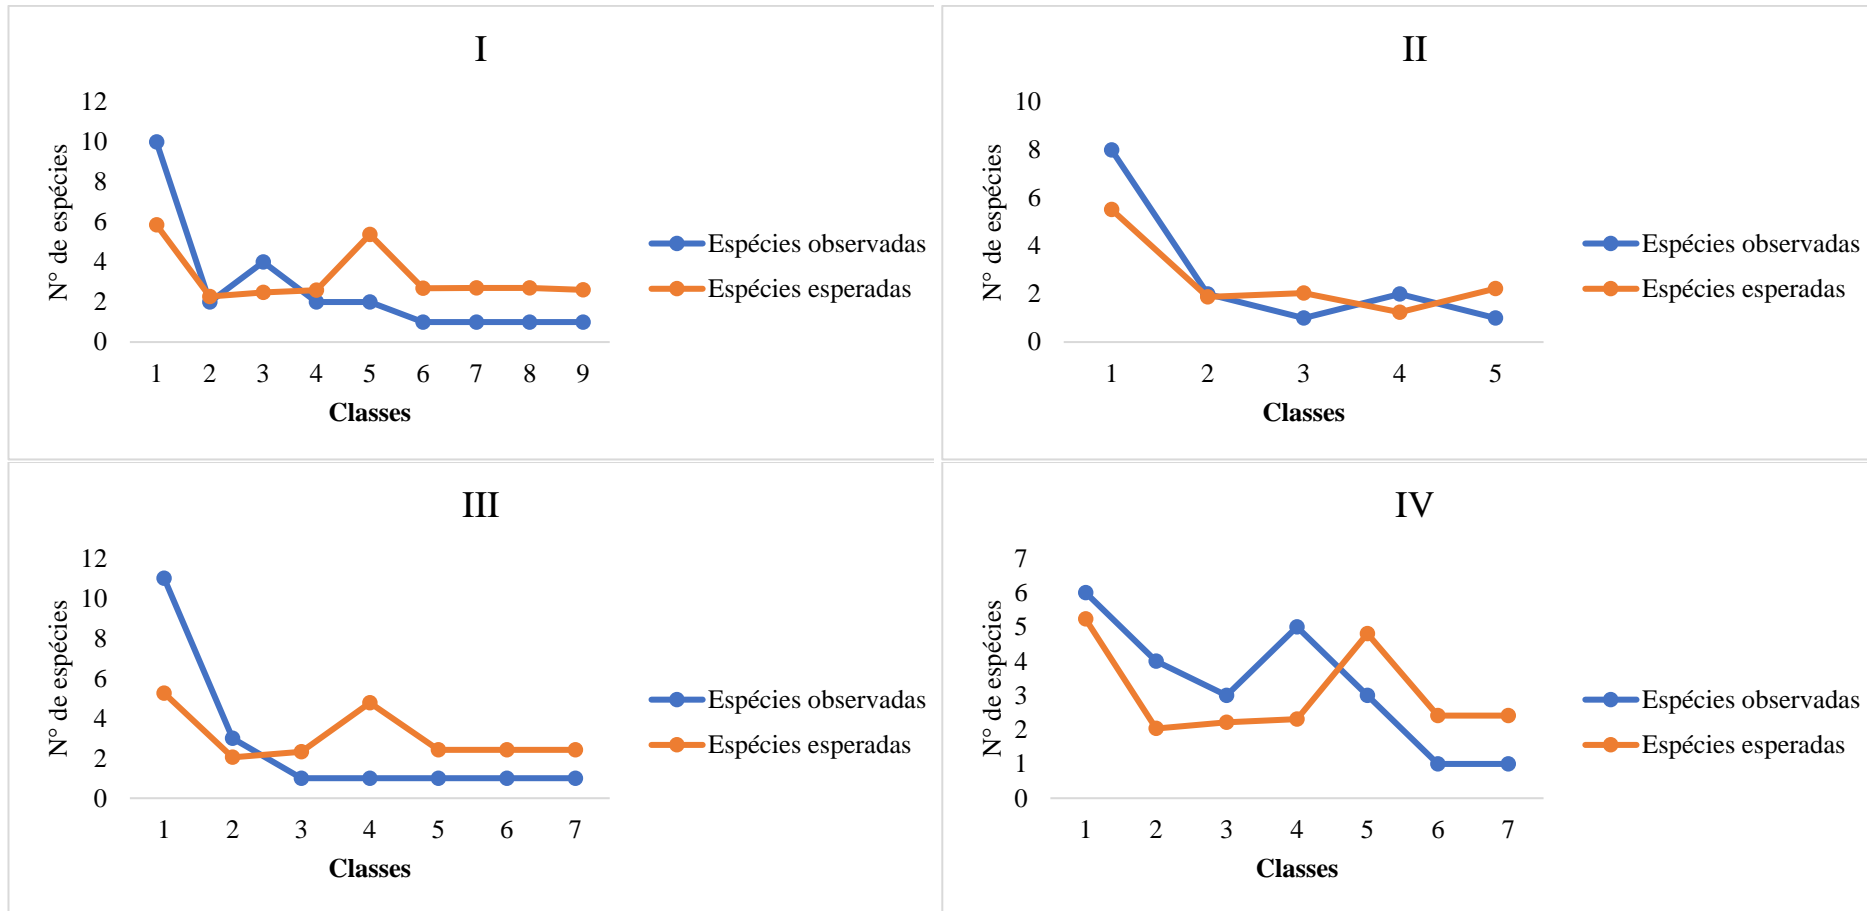 I
N° de espécies
12
10
8
6
4
2
0
1 2 3 4 5 6 7 8 9
Classes
Espécies observadas
Espécies esperadas
II
N° de espécies
10
8
6
4
2
0
1 2 3 4 5
Classes
Espécies observadas
Espécies esperadas
III
N° de espécies
12
10
8
6
4
2
0
1 2 3 4 5 6 7
Classes
Espécies observadas
Espécies esperadas
IV
N° de espécies
7
6
5
4
3
2
1
0
1 2 3 4 5 6 7
Classes
Espécies observadas
Espécies esperadas